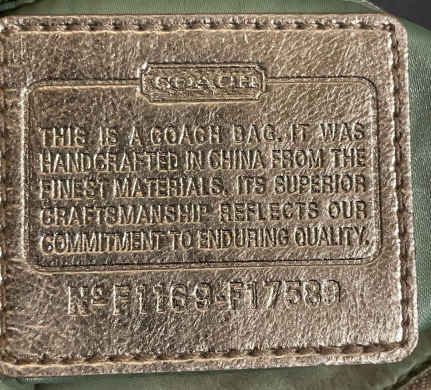 COACH
THIS IS A COACH BAG. IT WAS
HANDCRAFTED IN CHINA FROM THE
FINEST MATERIALS. ITS SUPERIOR
CRAFTSMANSHIP REFLECTS OUR
COMMITMENT TO ENDURING QUALITY.
Nº F1169-F17589